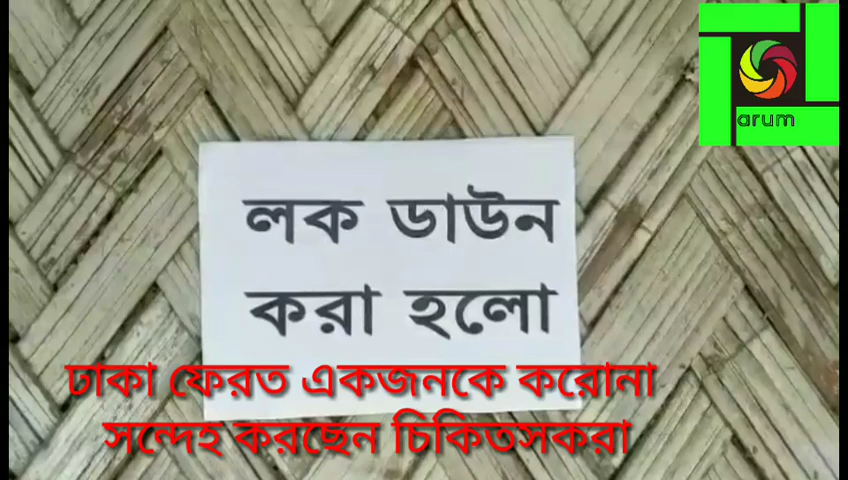 arum
লক ডাউন
করা হলো
ঢাকা ফেরত একজনকে করোনা
সন্দেহ করছেন চিকিতসকরা